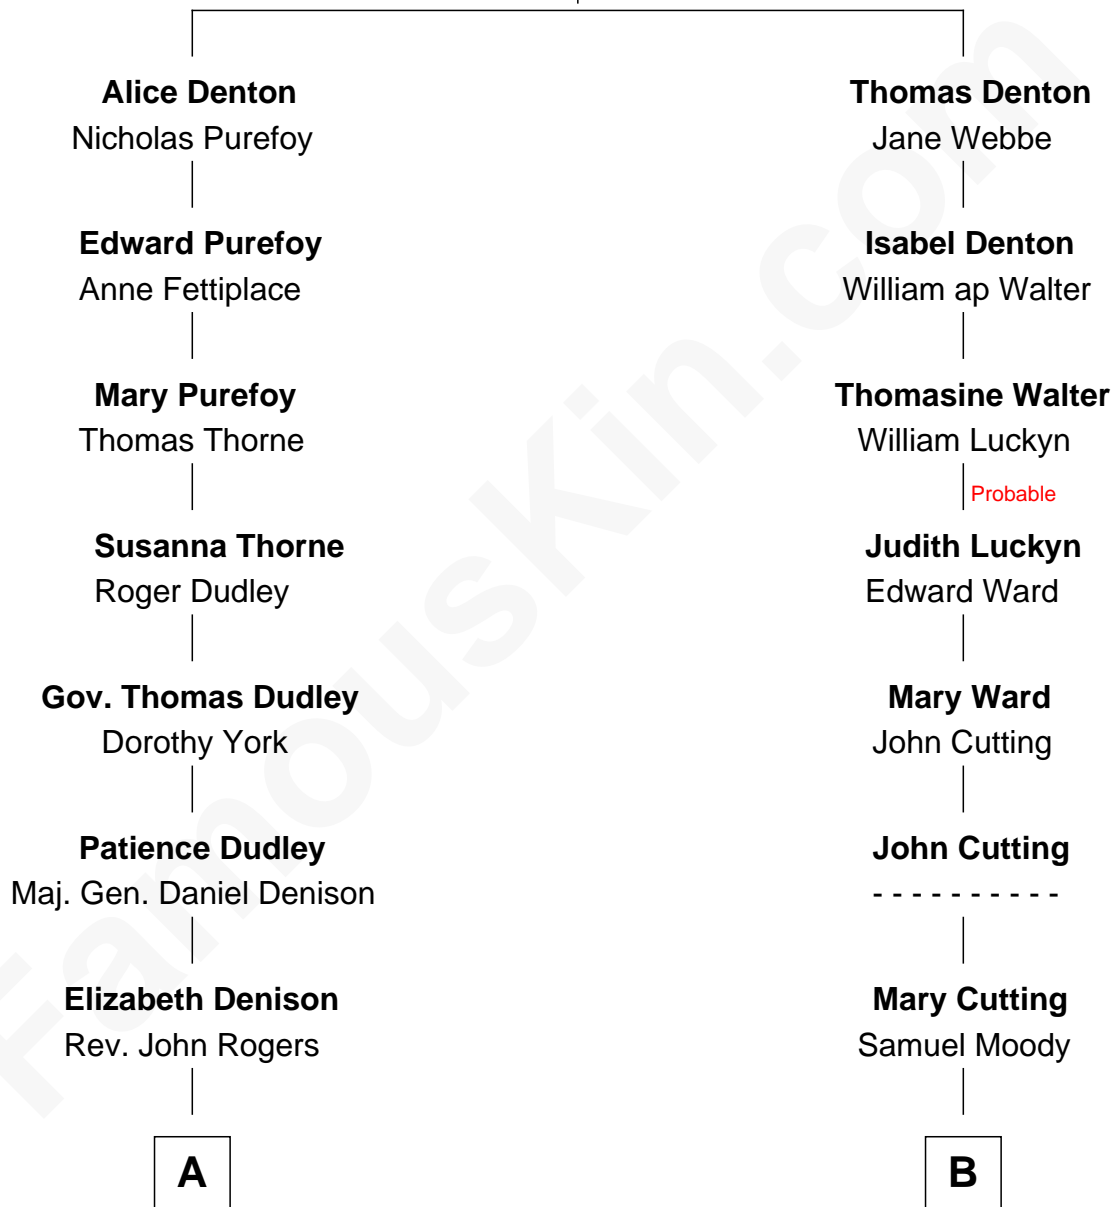 Alice Denton
Nicholas Purefoy
Edward Purefoy
Anne Fettiplace
Mary Purefoy
Thomas Thorne
Susanna Thorne
Roger Dudley
Gov. Thomas Dudley
Dorothy York
Patience Dudley
Maj. Gen. Daniel Denison
Elizabeth Denison
Rev. John Rogers
A
Thomas Denton
Jane Webbe
Isabel Denton
William ap Walter
Thomasine Walter
William Luckyn
Probable
Judith Luckyn
Edward Ward
Mary Ward
John Cutting
John Cutting
- - - - - - - - - -
Mary Cutting
Samuel Moody
B
FamousKin.com